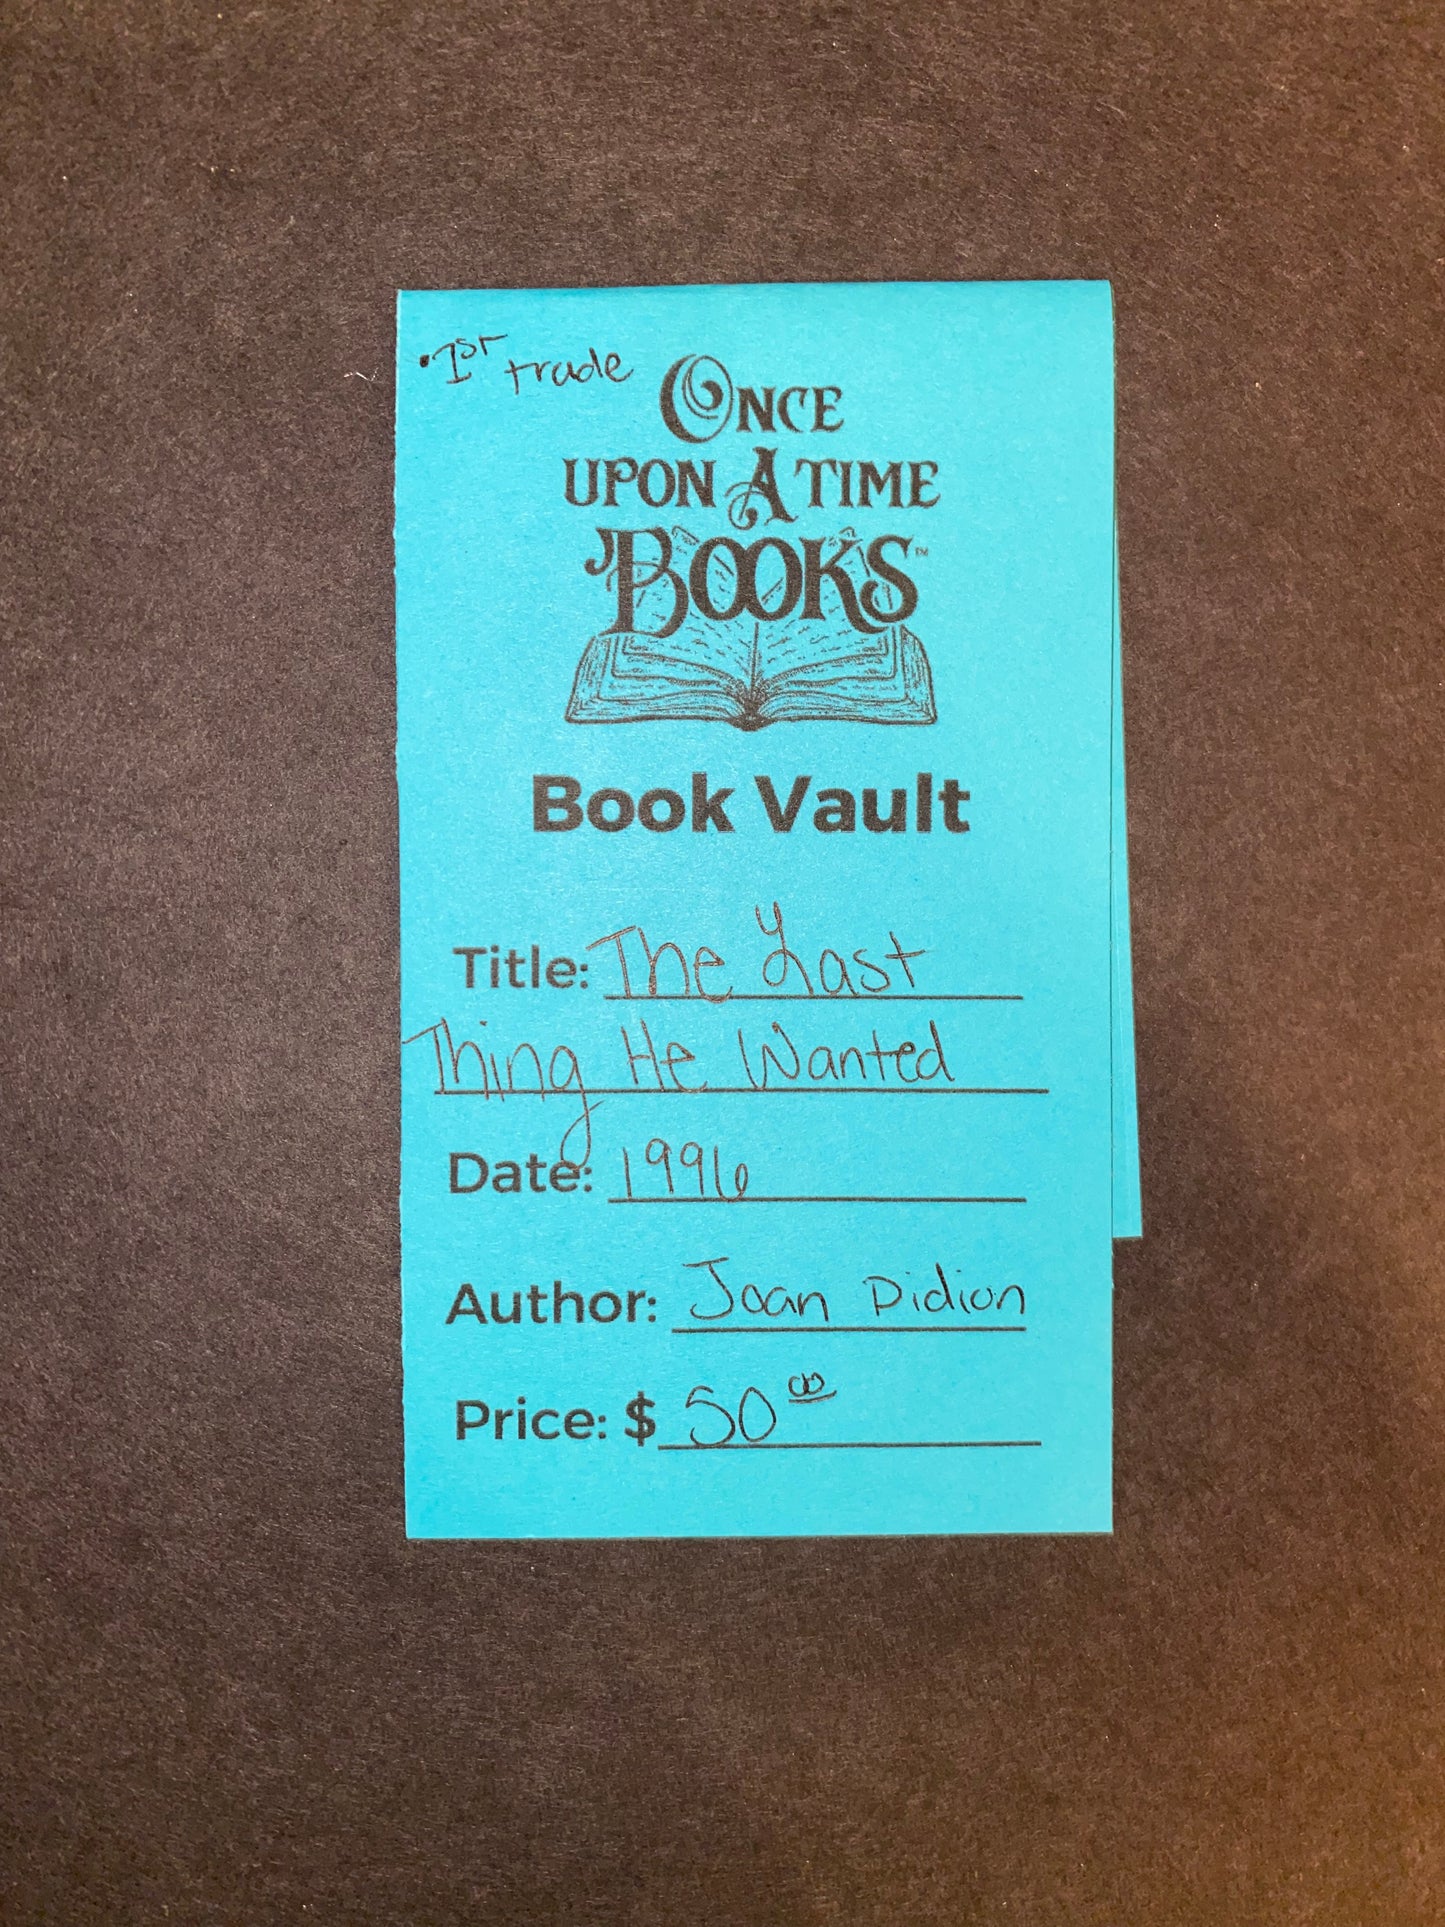 •1st trade
Once
upon A time
Books™
Book Vault
Title: The Last
Thing He Wanted
Date: 1996
Author: Joan Didion
Price: $ 50 00